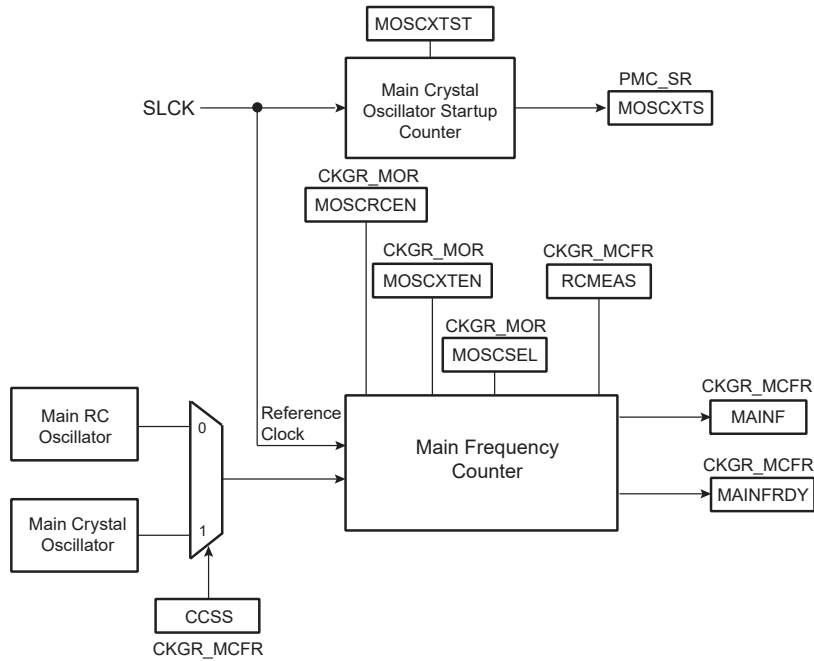 MOSCXTST
Main Crystal
Oscillator Startup
Counter
SLCK
PMC_SR
MOSCXTS
CKGR_MOR
MOSCRCEN
CKGR_MOR
MOSCXTEN
CKGR_MCFR
RCMEAS
CKGR_MOR
MOSCSEL
Main RC
Oscillator
0
Reference
Clock
Main Frequency
Counter
CKGR_MCFR
MAINF
CKGR_MCFR
MAINFRDY
Main Crystal
Oscillator
1
CCSS
CKGR_MCFR